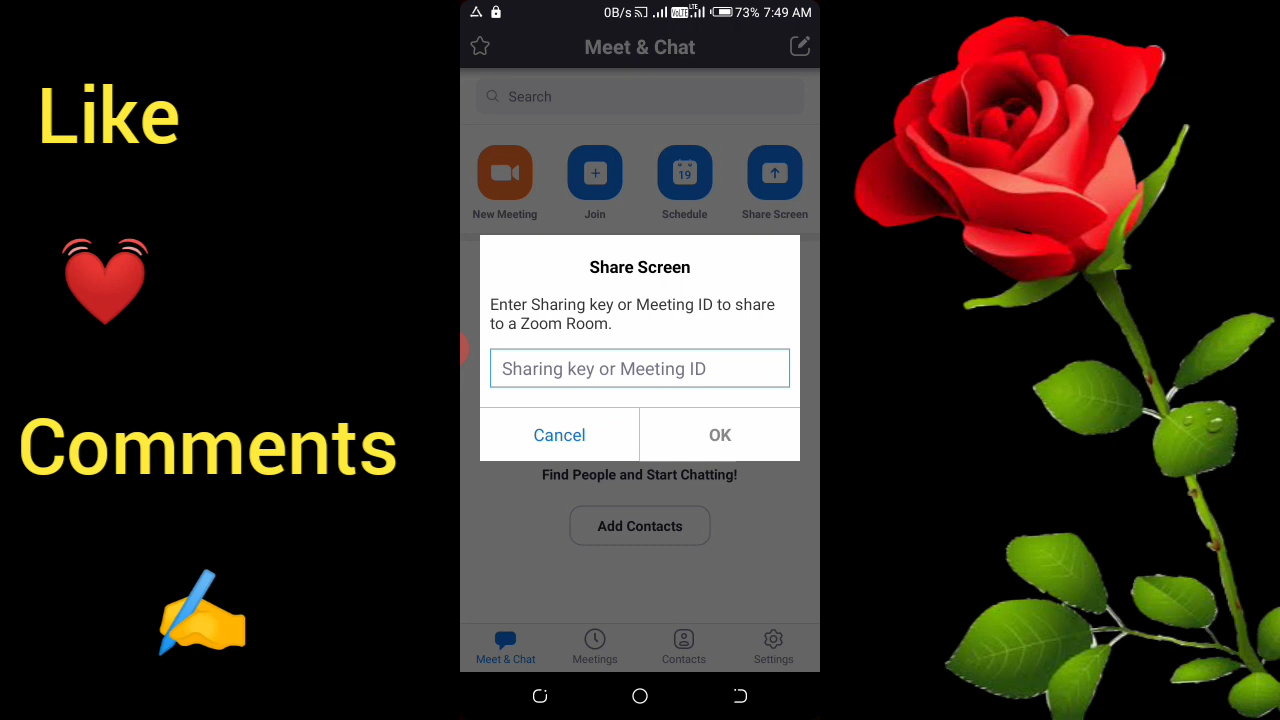 Like
Comments
0B/s VoLTE LTE 73% 7:49 AM
Meet & Chat
Search
19
New Meeting Join Schedule Share Screen
Share Screen
Enter Sharing key or Meeting ID to share
to a Zoom Room.
Sharing key or Meeting ID
Cancel OK
Find People and Start Chatting!
Add Contacts
Meet & Chat Meetings Contacts Settings